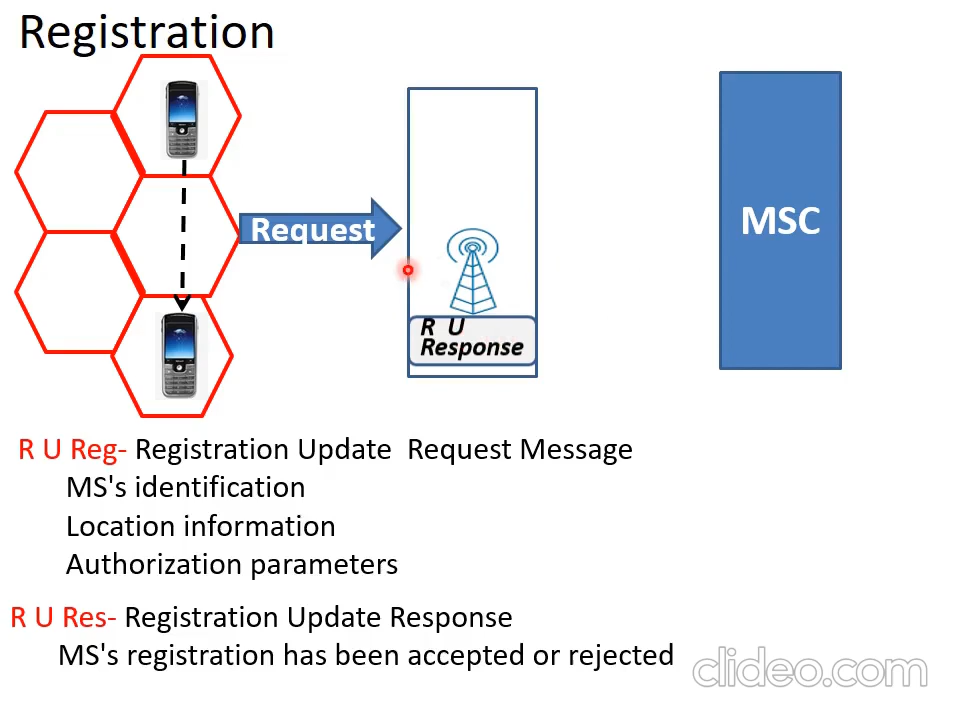 Registration
Request
MSC
R U
Response
R U Reg- Registration Update Request Message
MS's identification
Location information
Authorization parameters
R U Res- Registration Update Response
MS's registration has been accepted or rejected
clideo.com